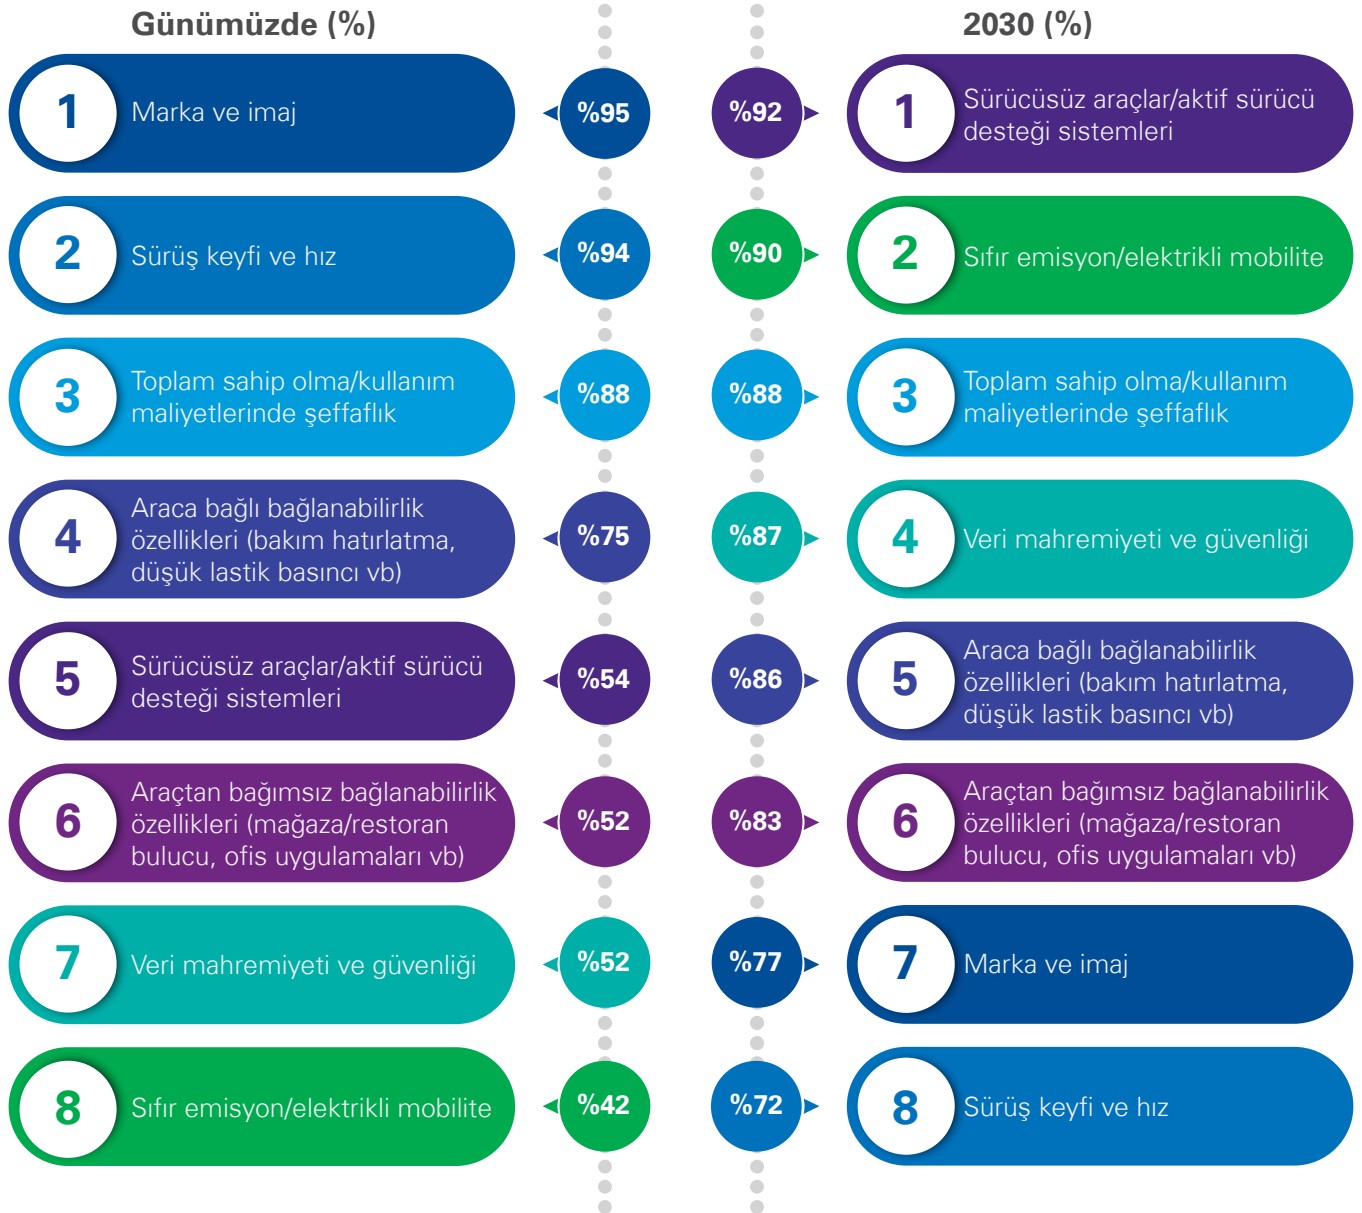 Günümüzde (%)
1
Marka ve imaj
%95
2
Sürüş keyfi ve hız
%94
3
Toplam sahip olma/kullanım
maliyetlerinde şeffaflık
%88
4
Araca bağlı bağlanabilirlik
özellikleri (bakım hatırlatma,
düşük lastik basıncı vb)
%75
5
Sürücüsüz araçlar/aktif sürücü
desteği sistemleri
%54
6
Araçtan bağımsız bağlanabilirlik
özellikleri (mağaza/restoran
bulucu, ofis uygulamaları vb)
%52
7
Veri mahremiyeti ve güvenliği
%52
8
Sıfır emisyon/elektrikli mobilite
%42
2030 (%)
%92
1
Sürücüsüz araçlar/aktif sürücü
desteği sistemleri
%90
2
Sıfır emisyon/elektrikli mobilite
%88
3
Toplam sahip olma/kullanım
maliyetlerinde şeffaflık
%87
4
Veri mahremiyeti ve güvenliği
%86
5
Araca bağlı bağlanabilirlik
özellikleri (bakım hatırlatma,
düşük lastik basıncı vb)
%83
6
Araçtan bağımsız bağlanabilirlik
özellikleri (mağaza/restoran
bulucu, ofis uygulamaları vb)
%77
7
Marka ve imaj
%72
8
Sürüş keyfi ve hız